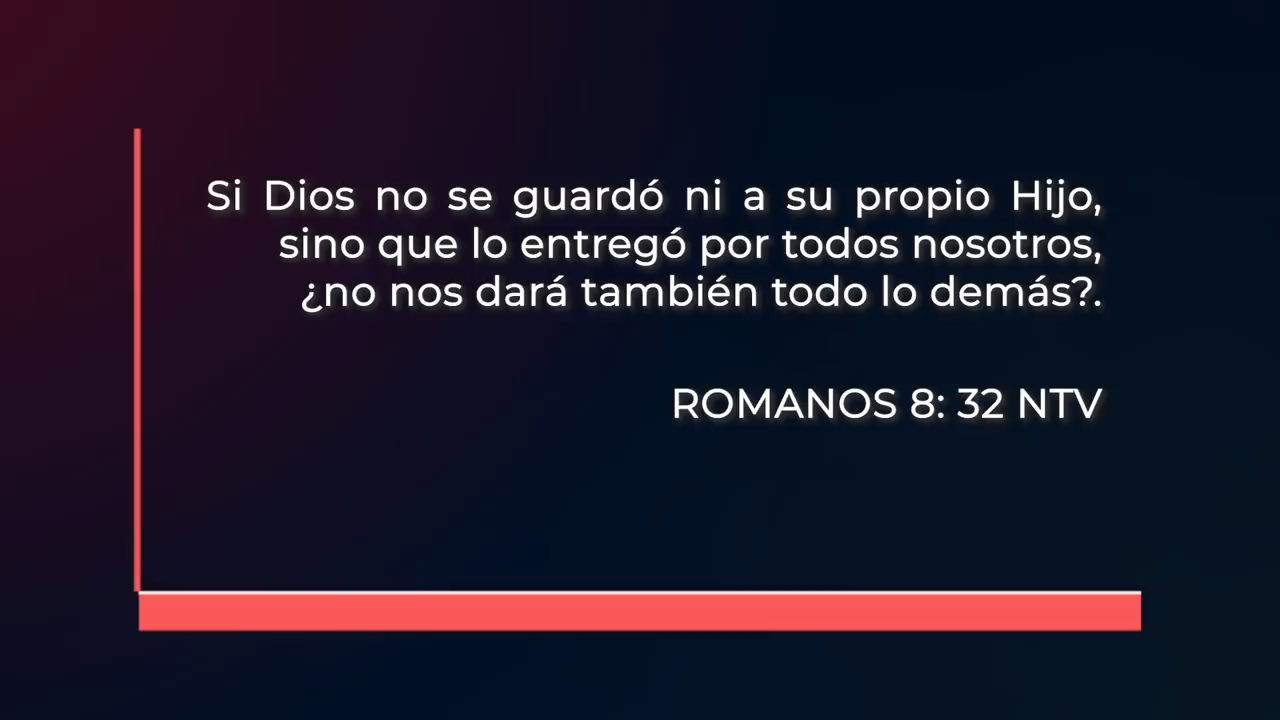 Si Dios no se guardó ni a su propio Hijo,
sino que lo entregó por todos nosotros,
¿no nos dará también todo lo demás?.
ROMANOS 8: 32 NTV